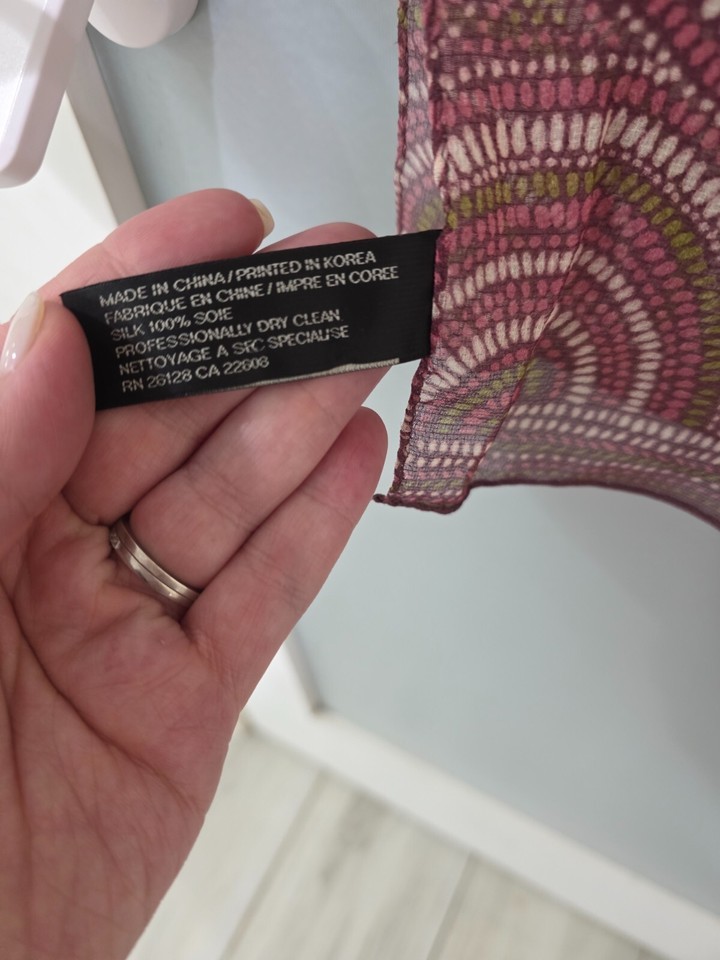 MADE IN CHINA/PRINTED IN KOREA
FABRIQUE EN CHINE/IMPRE EN COREE
SILK 100% SOIE
PROFESSIONALLY DRY CLEAN
NETTOYAGE A SEC SPECIALISE
RN 26128 CA 22608